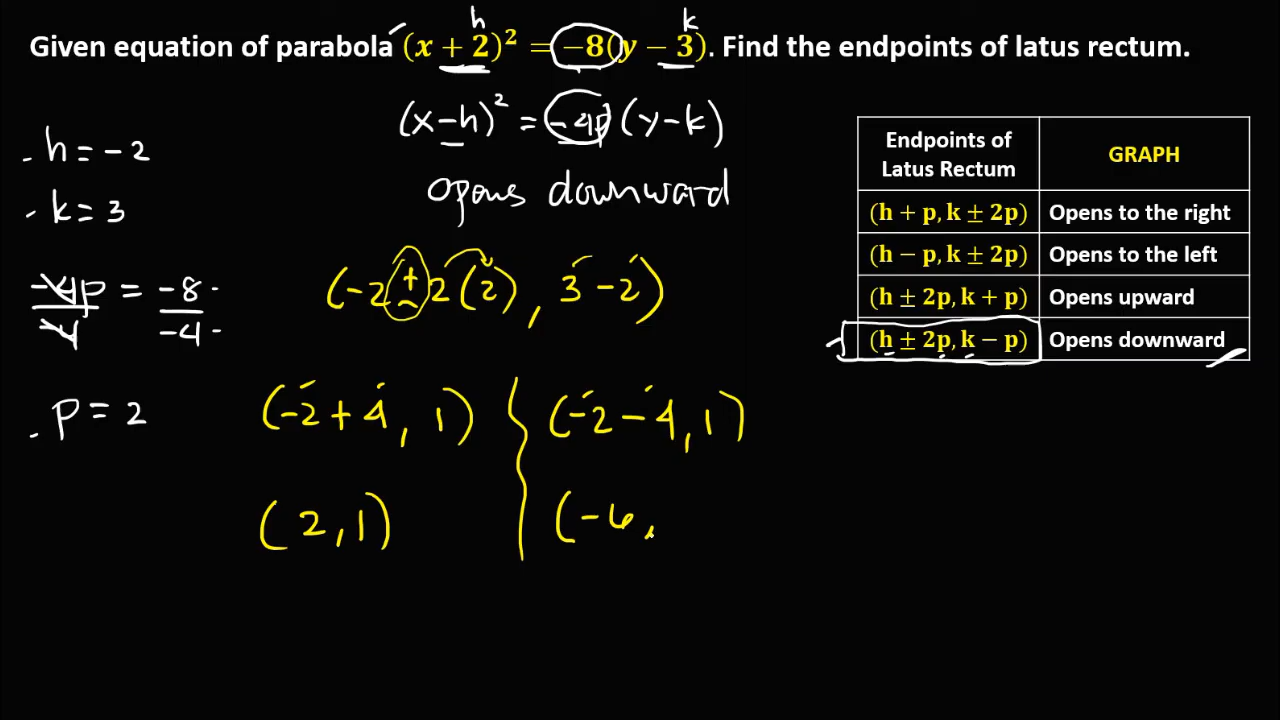 h k
Given equation of parabola (x + 2)² = −8(y − 3). Find the endpoints of latus rectum.
(x-h)² = -4p (y-k)
opens downward
h = -2
k = 3
-4p = -8
-4 -4
p = 2
(-2 ± 2(2), 3-2)
(-2+4, 1) (-2-4, 1)
(2, 1) (-6,
Endpoints of Latus Rectum GRAPH
(h + p, k ± 2p) Opens to the right
(h − p, k ± 2p) Opens to the left
(h ± 2p, k + p) Opens upward
(h ± 2p, k − p) Opens downward